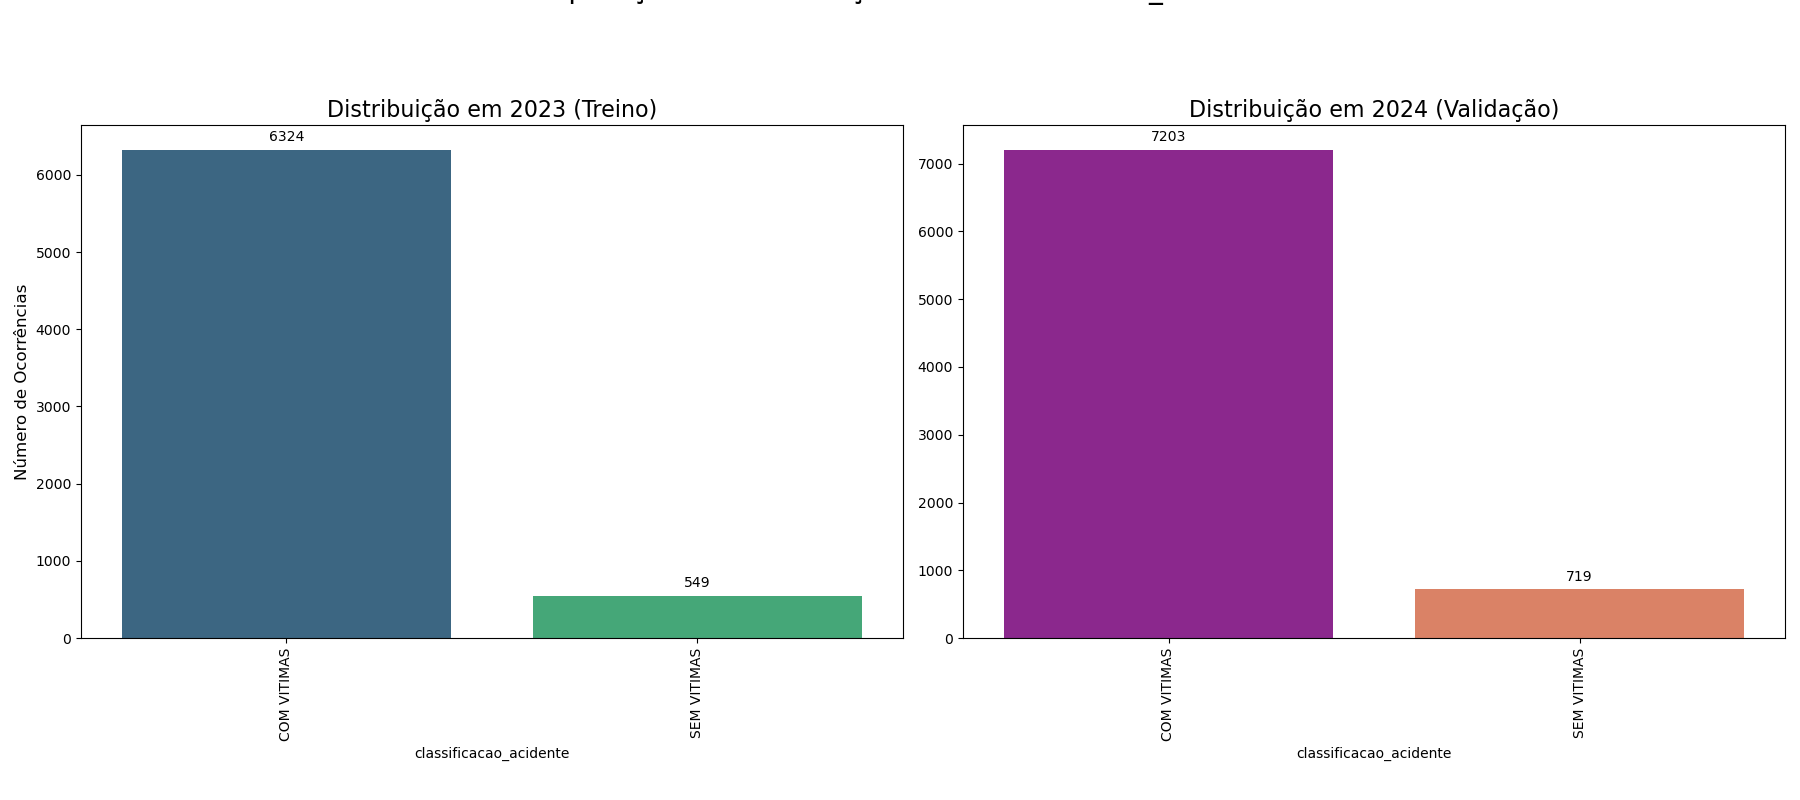 Distribuição em 2023 (Treino)
6324
549
Número de Ocorrências
6000
5000
4000
3000
2000
1000
0
COM VITIMAS
SEM VITIMAS
classificacao_acidente
Distribuição em 2024 (Validação)
7203
719
7000
6000
5000
4000
3000
2000
1000
0
COM VITIMAS
SEM VITIMAS
classificacao_acidente